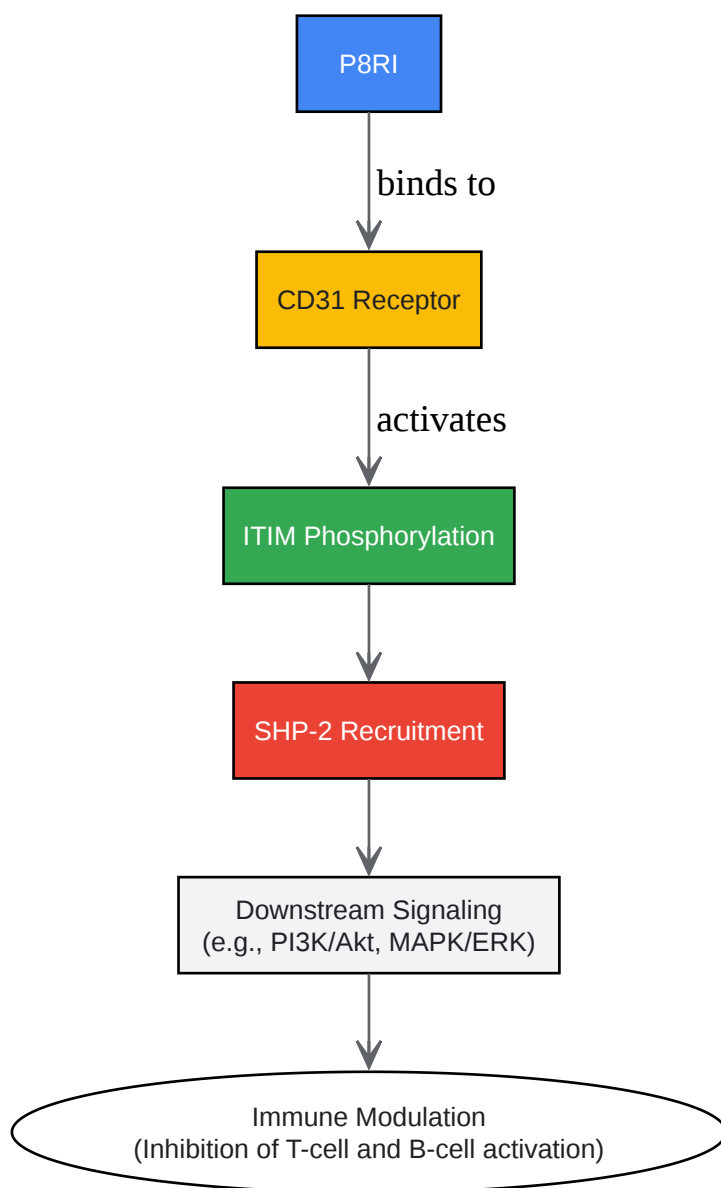 P8RI
binds to
CD31 Receptor
activates
ITIM Phosphorylation
SHP-2 Recruitment
Downstream Signaling
(e.g., PI3K/Akt, MAPK/ERK)
Immune Modulation
(Inhibition of T-cell and B-cell activation)